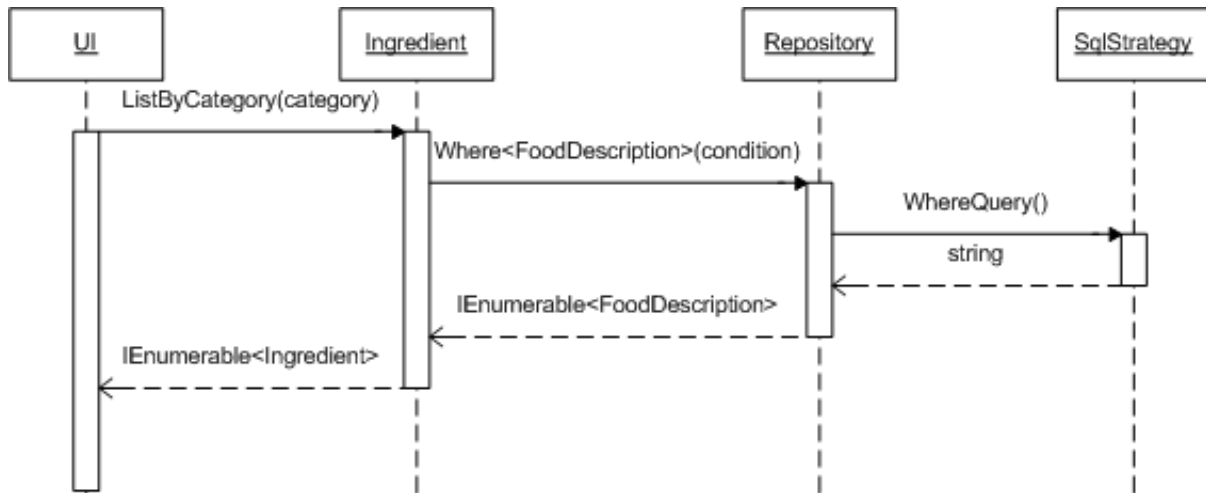 UI
Ingredient
Repository
SqlStrategy
ListByCategory(category)
Where<FoodDescription>(condition)
WhereQuery()
string
IEnumerable<FoodDescription>
IEnumerable<Ingredient>